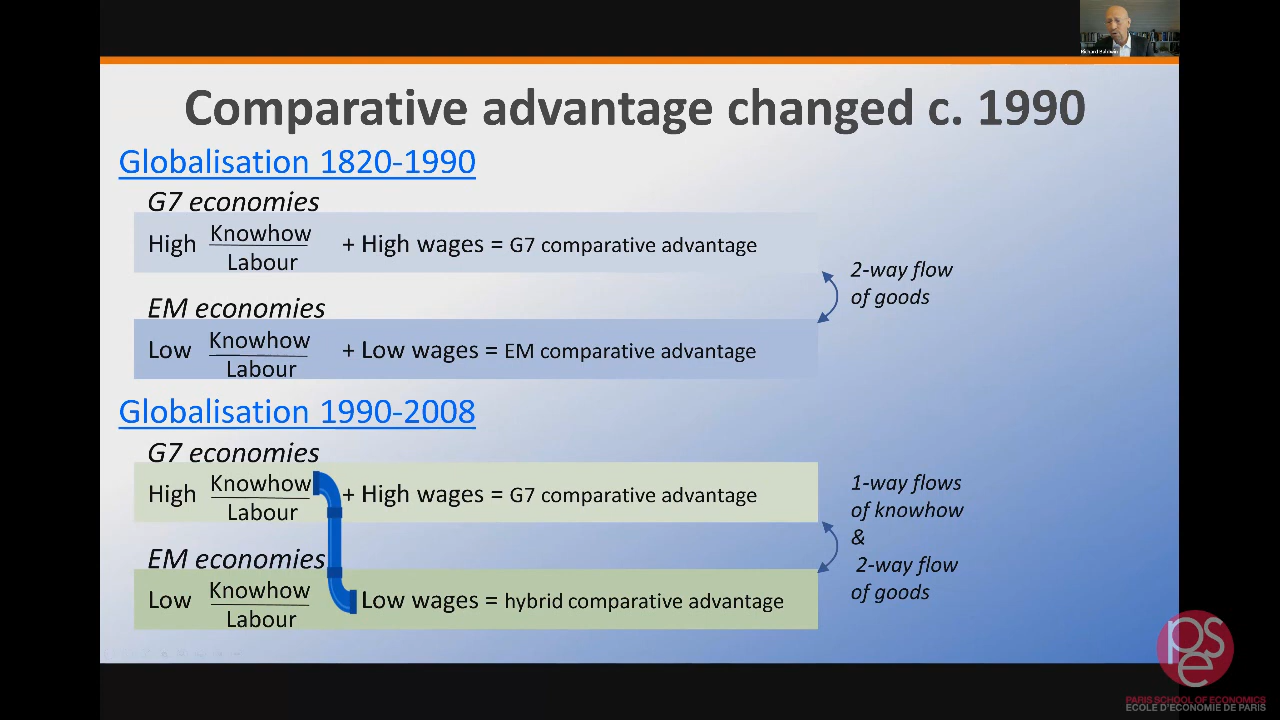 Richard Baldwin
Comparative advantage changed c. 1990
Globalisation 1820-1990
G7 economies
High Knowhow + High wages = G7 comparative advantage
Labour
2-way flow
of goods
EM economies
Low Knowhow + Low wages = EM comparative advantage
Labour
Globalisation 1990-2008
G7 economies
High Knowhow + High wages = G7 comparative advantage
Labour
1-way flows
of knowhow
&
2-way flow
of goods
EM economies
Low Knowhow Low wages = hybrid comparative advantage
Labour
pse
PARIS SCHOOL OF ECONOMICS
ECOLE D'ECONOMIE DE PARIS